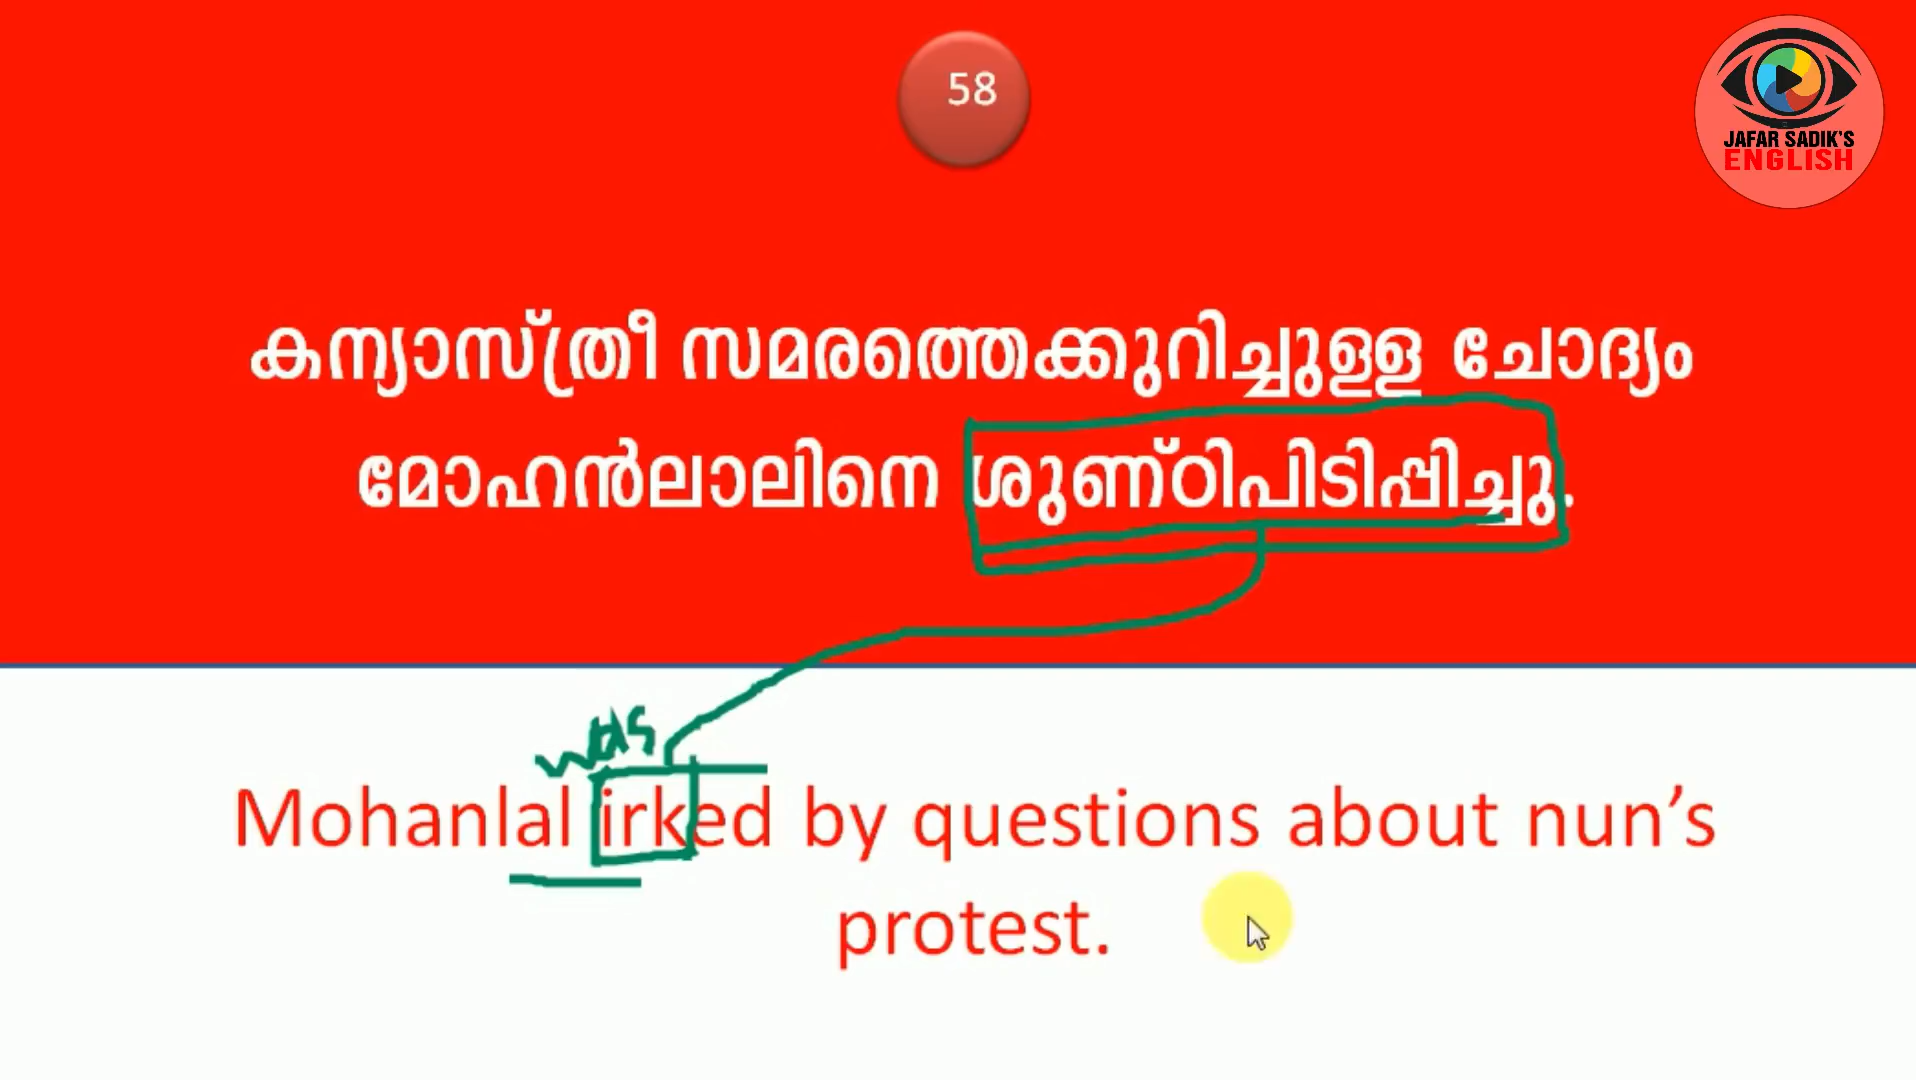 58
JAFAR SADIK'S
ENGLISH
കന്യാസ്ത്രീ സമരത്തെക്കുറിച്ചുള്ള ചോദ്യം
മോഹൻലാലിനെ ശുണ്ഠിപിടിപ്പിച്ചു.
was
Mohanlal irked by questions about nun’s
protest.